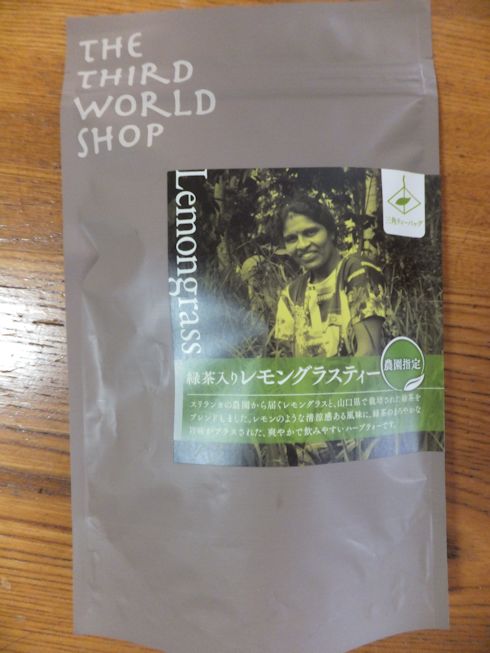 THE
THIRD
WORLD
SHOP
Lemongrass
三角ティーバッグ
緑茶入りレモングラスティー
農園指定
スリランカの農園から届くレモングラスと、山口県で栽培された緑茶を
ブレンドしました。レモンのような清涼感ある風味に、緑茶のまろやかな
旨味がプラスされた、爽やかで飲みやすいハーブティーです。